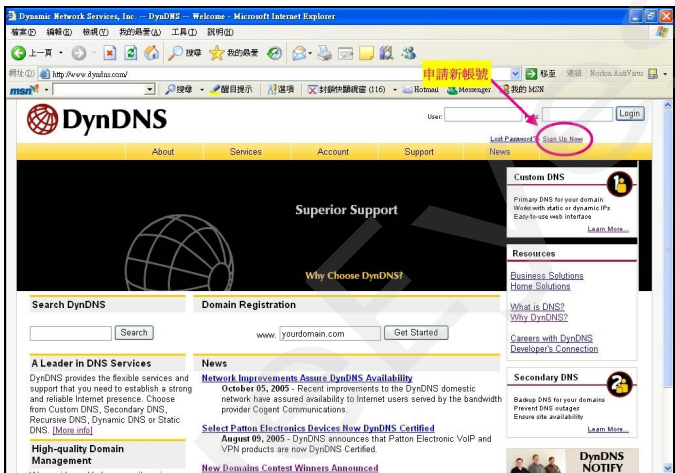 Dynamic Network Services, Inc. -- DynDNS -- Welcome - Microsoft Internet Explorer
檔案(F) 編輯(E) 檢視(V) 我的最愛(A) 工具(T) 說明(H)
上一頁 搜尋 我的最愛
網址(D) http://www.dyndns.com/ 移至 連結 Norton AntiVirus
msn 搜尋 醒目提示 選項 封鎖快顯視窗 (116) Hotmail Messenger 我的 MSN
申請新帳號
DynDNS
User: Login
Lost Password? - Sign Up Now
About Services Account Support News
Superior Support
Why Choose DynDNS?
Custom DNS
1
Primary DNS for your domain
Works with static or dynamic IPs
Easy-to-use web interface
Learn More...
Resources
Business Solutions
Home Solutions
What is DNS?
Why DynDNS?
Careers with DynDNS
Developer's Connection
Search DynDNS
Search
Domain Registration
www. yourdomain.com Get Started
A Leader in DNS Services
DynDNS provides the flexible services and
support that you need to establish a strong
and reliable Internet presence. Choose
from Custom DNS, Secondary DNS,
Recursive DNS, Dynamic DNS or Static
DNS. [More info]
High-quality Domain
Management
News
Network Improvements Assure DynDNS Availability
October 05, 2005 - Recent improvements to the DynDNS domestic
network have assured availability to Internet users served by the bandwidth
provider Cogent Communications.
Select Patton Electronics Devices Now DynDNS Certified
August 09, 2005 - DynDNS announces that Patton Electronic VoIP and
VPN products are now DynDNS Certified.
New Domains Contest Winners Announced
Secondary DNS
2
Backup DNS for your domains
Prevent DNS outages
Ensure site availability
Learn More...
DynDNS
NOTIFY